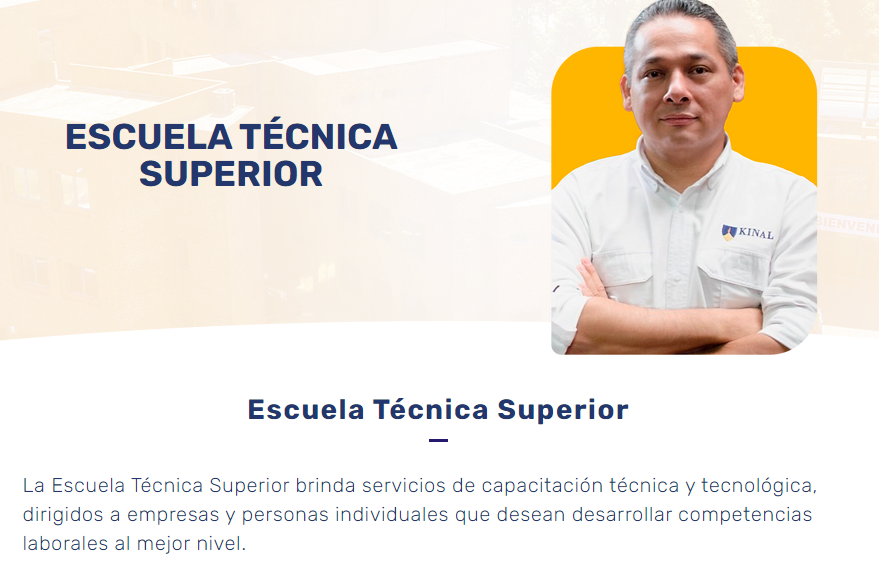 ESCUELA TÉCNICA
SUPERIOR
KINAL
Escuela Técnica Superior
La Escuela Técnica Superior brinda servicios de capacitación técnica y tecnológica,
dirigidos a empresas y personas individuales que desean desarrollar competencias
laborales al mejor nivel.